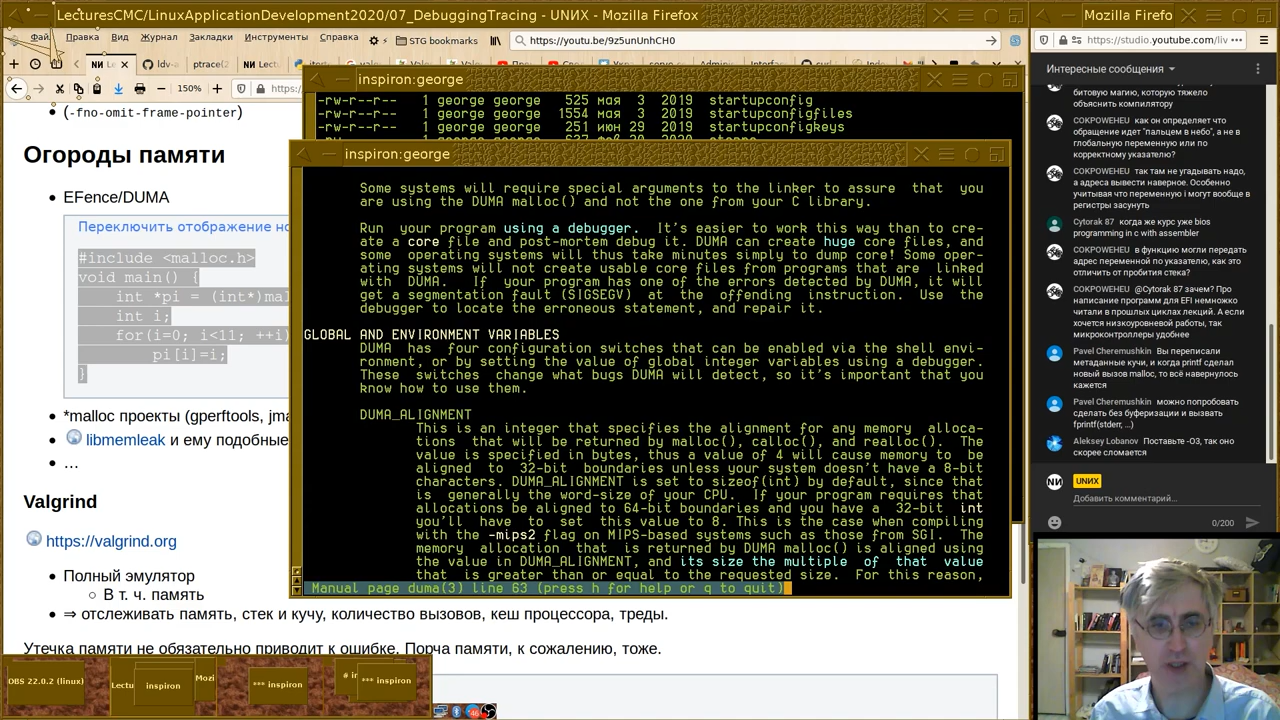 LecturesCMC/LinuxApplicationDevelopment2020/07_DebuggingTracing - UNИX - Mozilla Firefox
Файл Правка Вид Журнал Закладки Инструменты Справка
STG bookmarks
https://youtu.be/9z5unUnhCH0
ИИ Le
ldv-a
ptrace(2
ИИ Lectu
150%
(-fno-omit-frame-pointer)
Огороды памяти
EFence/DUMA
Переключить отображение но
#include <malloc.h>
void main() {
int *pi = (int*)mal
int i;
for(i=0; i<11; ++i)
pi[i]=i;
}
*malloc проекты (gperftools, jma
libmemleak и ему подобные
...
Valgrind
https://valgrind.org
Полный эмулятор
В т. ч. память
⇒ отслеживать память, стек и кучу, количество вызовов, кеш процессора, треды.
Утечка памяти не обязательно приводит к ошибке. Порча памяти, к сожалению, тоже.
inspiron:george
-rw-r--r-- 1 george george 525 мая 3 2019 startupconfig
-rw-r--r-- 1 george george 1554 мая 3 2019 startupconfigfiles
-rw-r--r-- 1 george george 251 июн 29 2019 startupconfigkeys
inspiron:george
Some systems will require special arguments to the linker to assure that you
are using the DUMA malloc() and not the one from your C library.
Run your program using a debugger. It's easier to work this way than to cre-
ate a core file and post-mortem debug it. DUMA can create huge core files, and
some operating systems will thus take minutes simply to dump core! Some oper-
ating systems will not create usable core files from programs that are linked
with DUMA. If your program has one of the errors detected by DUMA, it will
get a segmentation fault (SIGSEGV) at the offending instruction. Use the
debugger to locate the erroneous statement, and repair it.
GLOBAL AND ENVIRONMENT VARIABLES
DUMA has four configuration switches that can be enabled via the shell envi-
ronment, or by setting the value of global integer variables using a debugger.
These switches change what bugs DUMA will detect, so it's important that you
know how to use them.
DUMA_ALIGNMENT
This is an integer that specifies the alignment for any memory alloca-
tions that will be returned by malloc(), calloc(), and realloc(). The
value is specified in bytes, thus a value of 4 will cause memory to be
aligned to 32-bit boundaries unless your system doesn't have a 8-bit
characters. DUMA_ALIGNMENT is set to sizeof(int) by default, since that
is generally the word-size of your CPU. If your program requires that
allocations be aligned to 64-bit boundaries and you have a 32-bit int
you'll have to set this value to 8. This is the case when compiling
with the -mips2 flag on MIPS-based systems such as those from SGI. The
memory allocation that is returned by DUMA malloc() is aligned using
the value in DUMA_ALIGNMENT, and its size the multiple of that value
that is greater than or equal to the requested size. For this reason,
Manual page duma(3) line 63 (press h for help or q to quit)
Mozilla Firefo
https://studio.youtube.com/liv
Интересные сообщения
битовую магию, которую тяжело
объяснить компилятору
COKPOWEHEU как он определяет что
обращение идет "пальцем в небо", а не в
глобальную переменную или по
корректному указателю?
COKPOWEHEU так там не угадывать надо,
а адреса вывести наверное. Особенно
учитывая что переменную i могут вообще в
регистры засунуть
Cytorak 87 когда же курс уже bios
programming in c with assembler
COKPOWEHEU в функцию могли передать
адрес переменной по указателю, как это
отличить от пробития стека?
COKPOWEHEU @Cytorak 87 зачем? Про
написание программ для EFI немножко
читали в прошлых циклах лекций. А если
хочется низкоуровневой работы, так
микроконтроллеры удобнее
Pavel Cheremushkin Вы переписали
метаданные кучи, и когда printf сделал
новый вызов malloc, то всё навернулось
кажется
Pavel Cheremushkin можно попробовать
сделать без буферизации и вызвать
fprintf(stderr, ...)
Aleksey Lobanov Поставьте -O3, так оно
скорее сломается
UNИX
Добавить комментарий...
0/200
OBS 22.0.2 (linux)
Lectu
inspiron
Mozi
*** inspiron
# in
*** inspiron